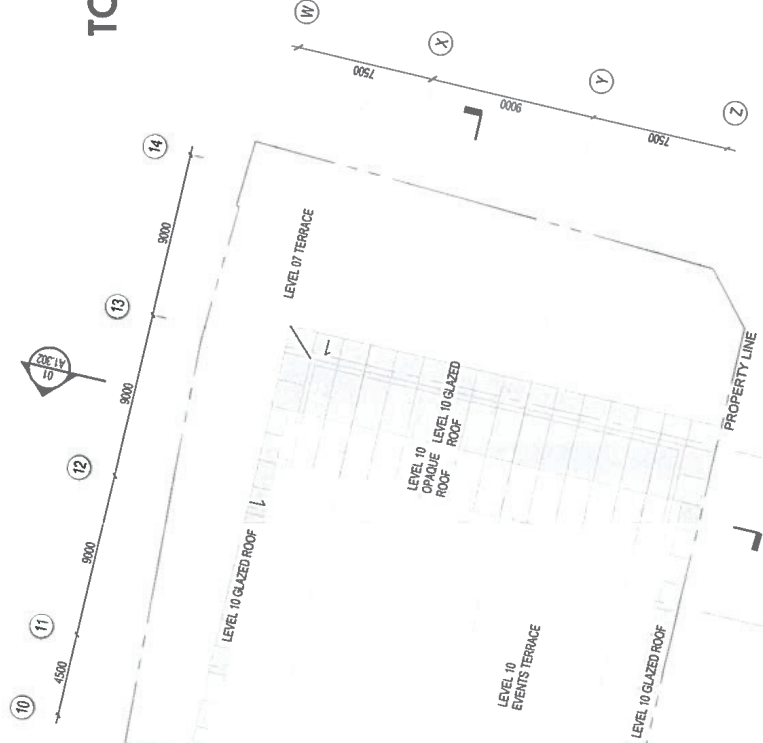 TO
W
7500
X
9000
Y
7500
Z
14
9000
13
01
A1.302
9000
12
9000
11
4500
10
LEVEL 07 TERRACE
1
LEVEL 10 GLAZED
ROOF
LEVEL 10
OPAQUE
ROOF
1
LEVEL 10 GLAZED ROOF
PROPERTY LINE
LEVEL 10
EVENTS TERRACE
LEVEL 10 GLAZED ROOF